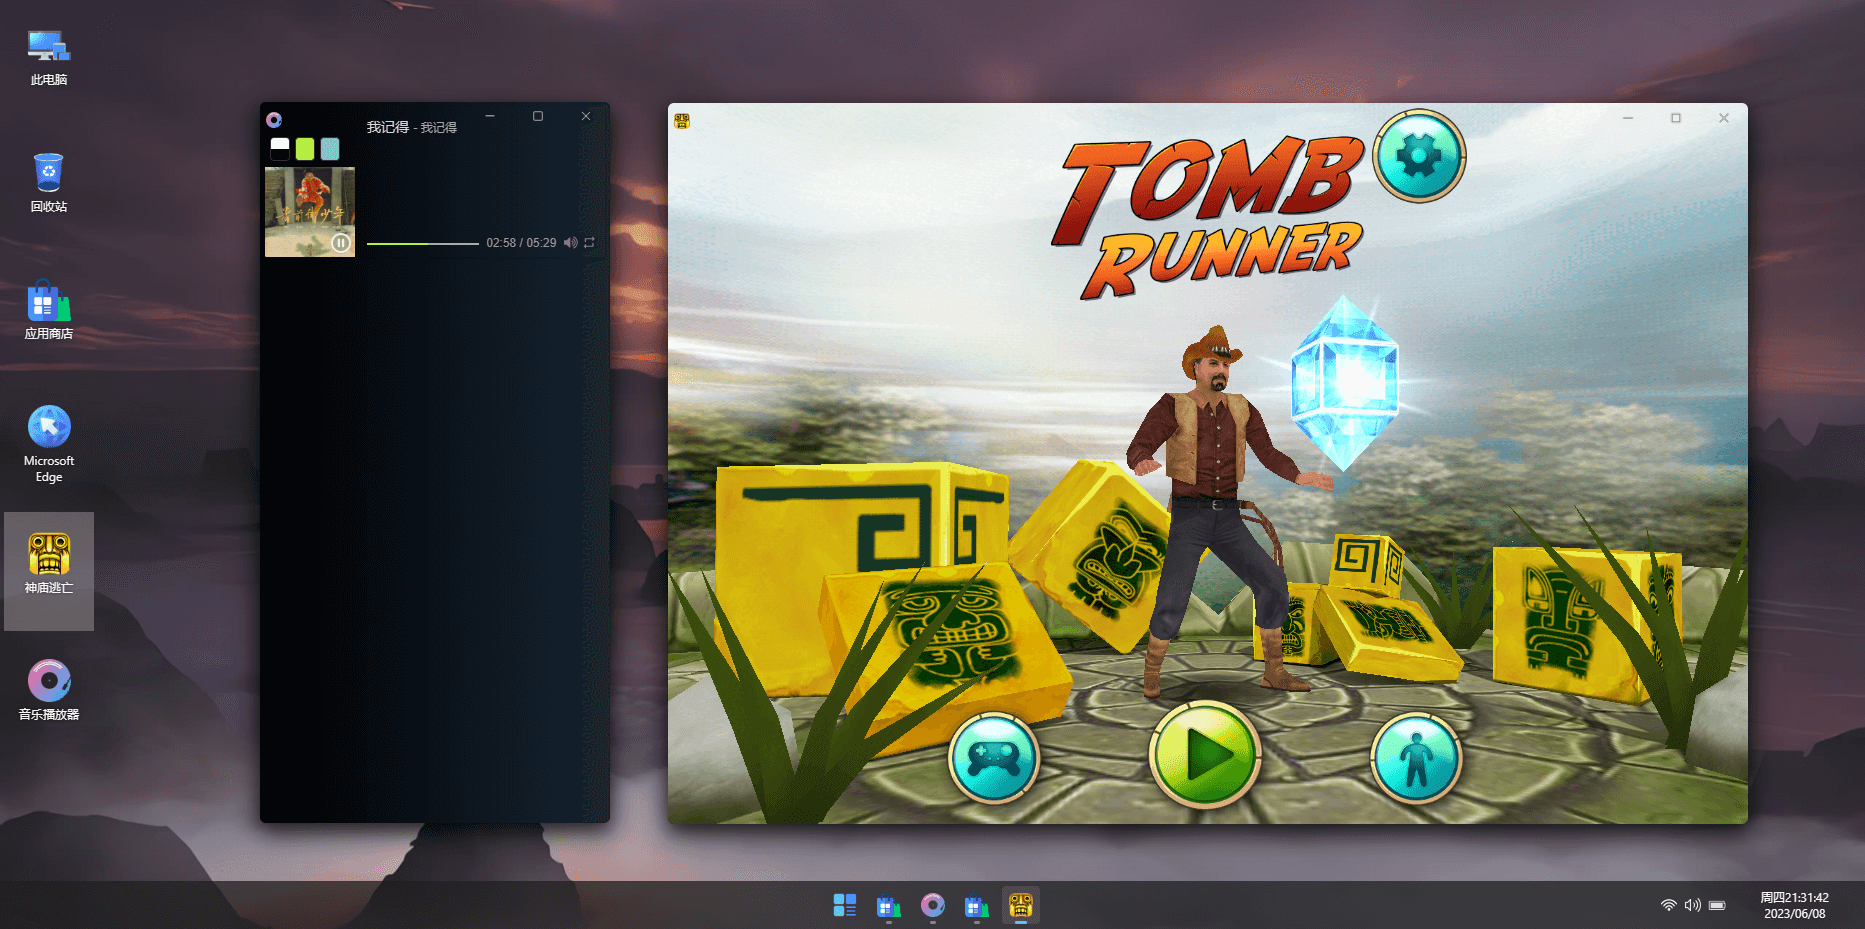 此电脑
回收站
应用商店
Microsoft
Edge
神庙逃亡
音乐播放器
我记得 - 我记得
02:58 / 05:29
TOMB
RUNNER
周四21:31:42
2023/06/08